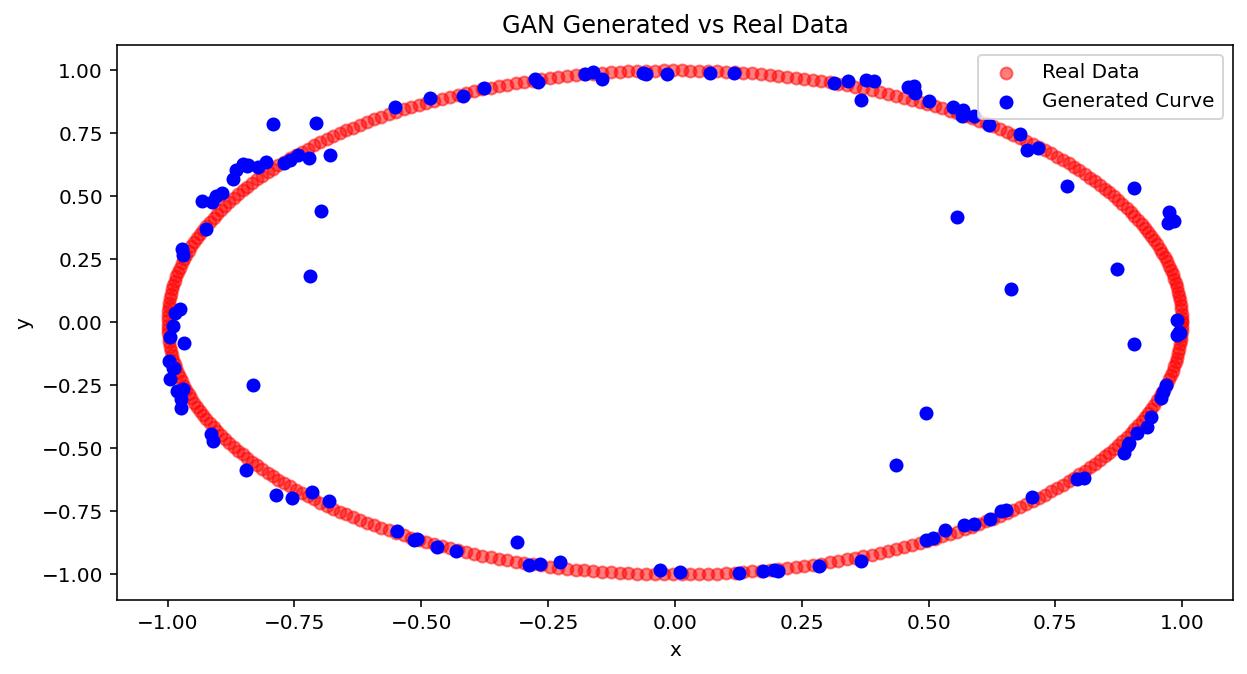 GAN Generated vs Real Data
Real Data
Generated Curve
1.00
0.75
0.50
0.25
0.00
−0.25
−0.50
−0.75
−1.00
y
−1.00 −0.75 −0.50 −0.25 0.00 0.25 0.50 0.75 1.00
x